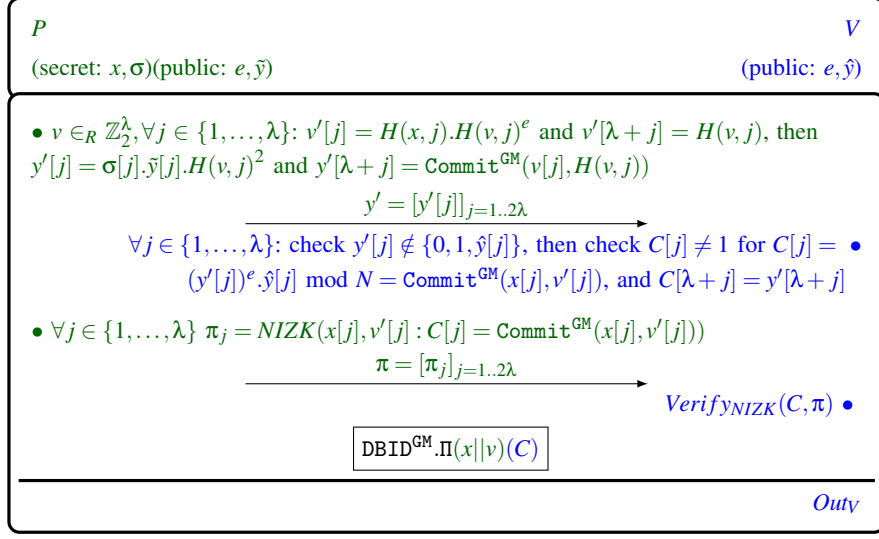 P V
(secret: x, σ)(public: e, ỹ) (public: e, ŷ)
• v ∈_R ℤ₂^λ, ∀j ∈ {1,...,λ}: v′[j] = H(x, j).H(v, j)^e and v′[λ + j] = H(v, j), then
y′[j] = σ[j].ỹ[j].H(v, j)² and y′[λ + j] = Commit^GM(v[j], H(v, j))
y′ = [y′[j]]_{j=1..2λ}
∀j ∈ {1,...,λ}: check y′[j] ∉ {0, 1, ŷ[j]}, then check C[j] ≠ 1 for C[j] = •
(y′[j])^e.ŷ[j] mod N = Commit^GM(x[j], v′[j]), and C[λ + j] = y′[λ + j]
• ∀j ∈ {1,...,λ} π_j = NIZK(x[j], v′[j] : C[j] = Commit^GM(x[j], v′[j]))
π = [π_j]_{j=1..2λ}
Verify_NIZK(C, π) •
DBID^GM.Π(x||v)(C)
Out_V